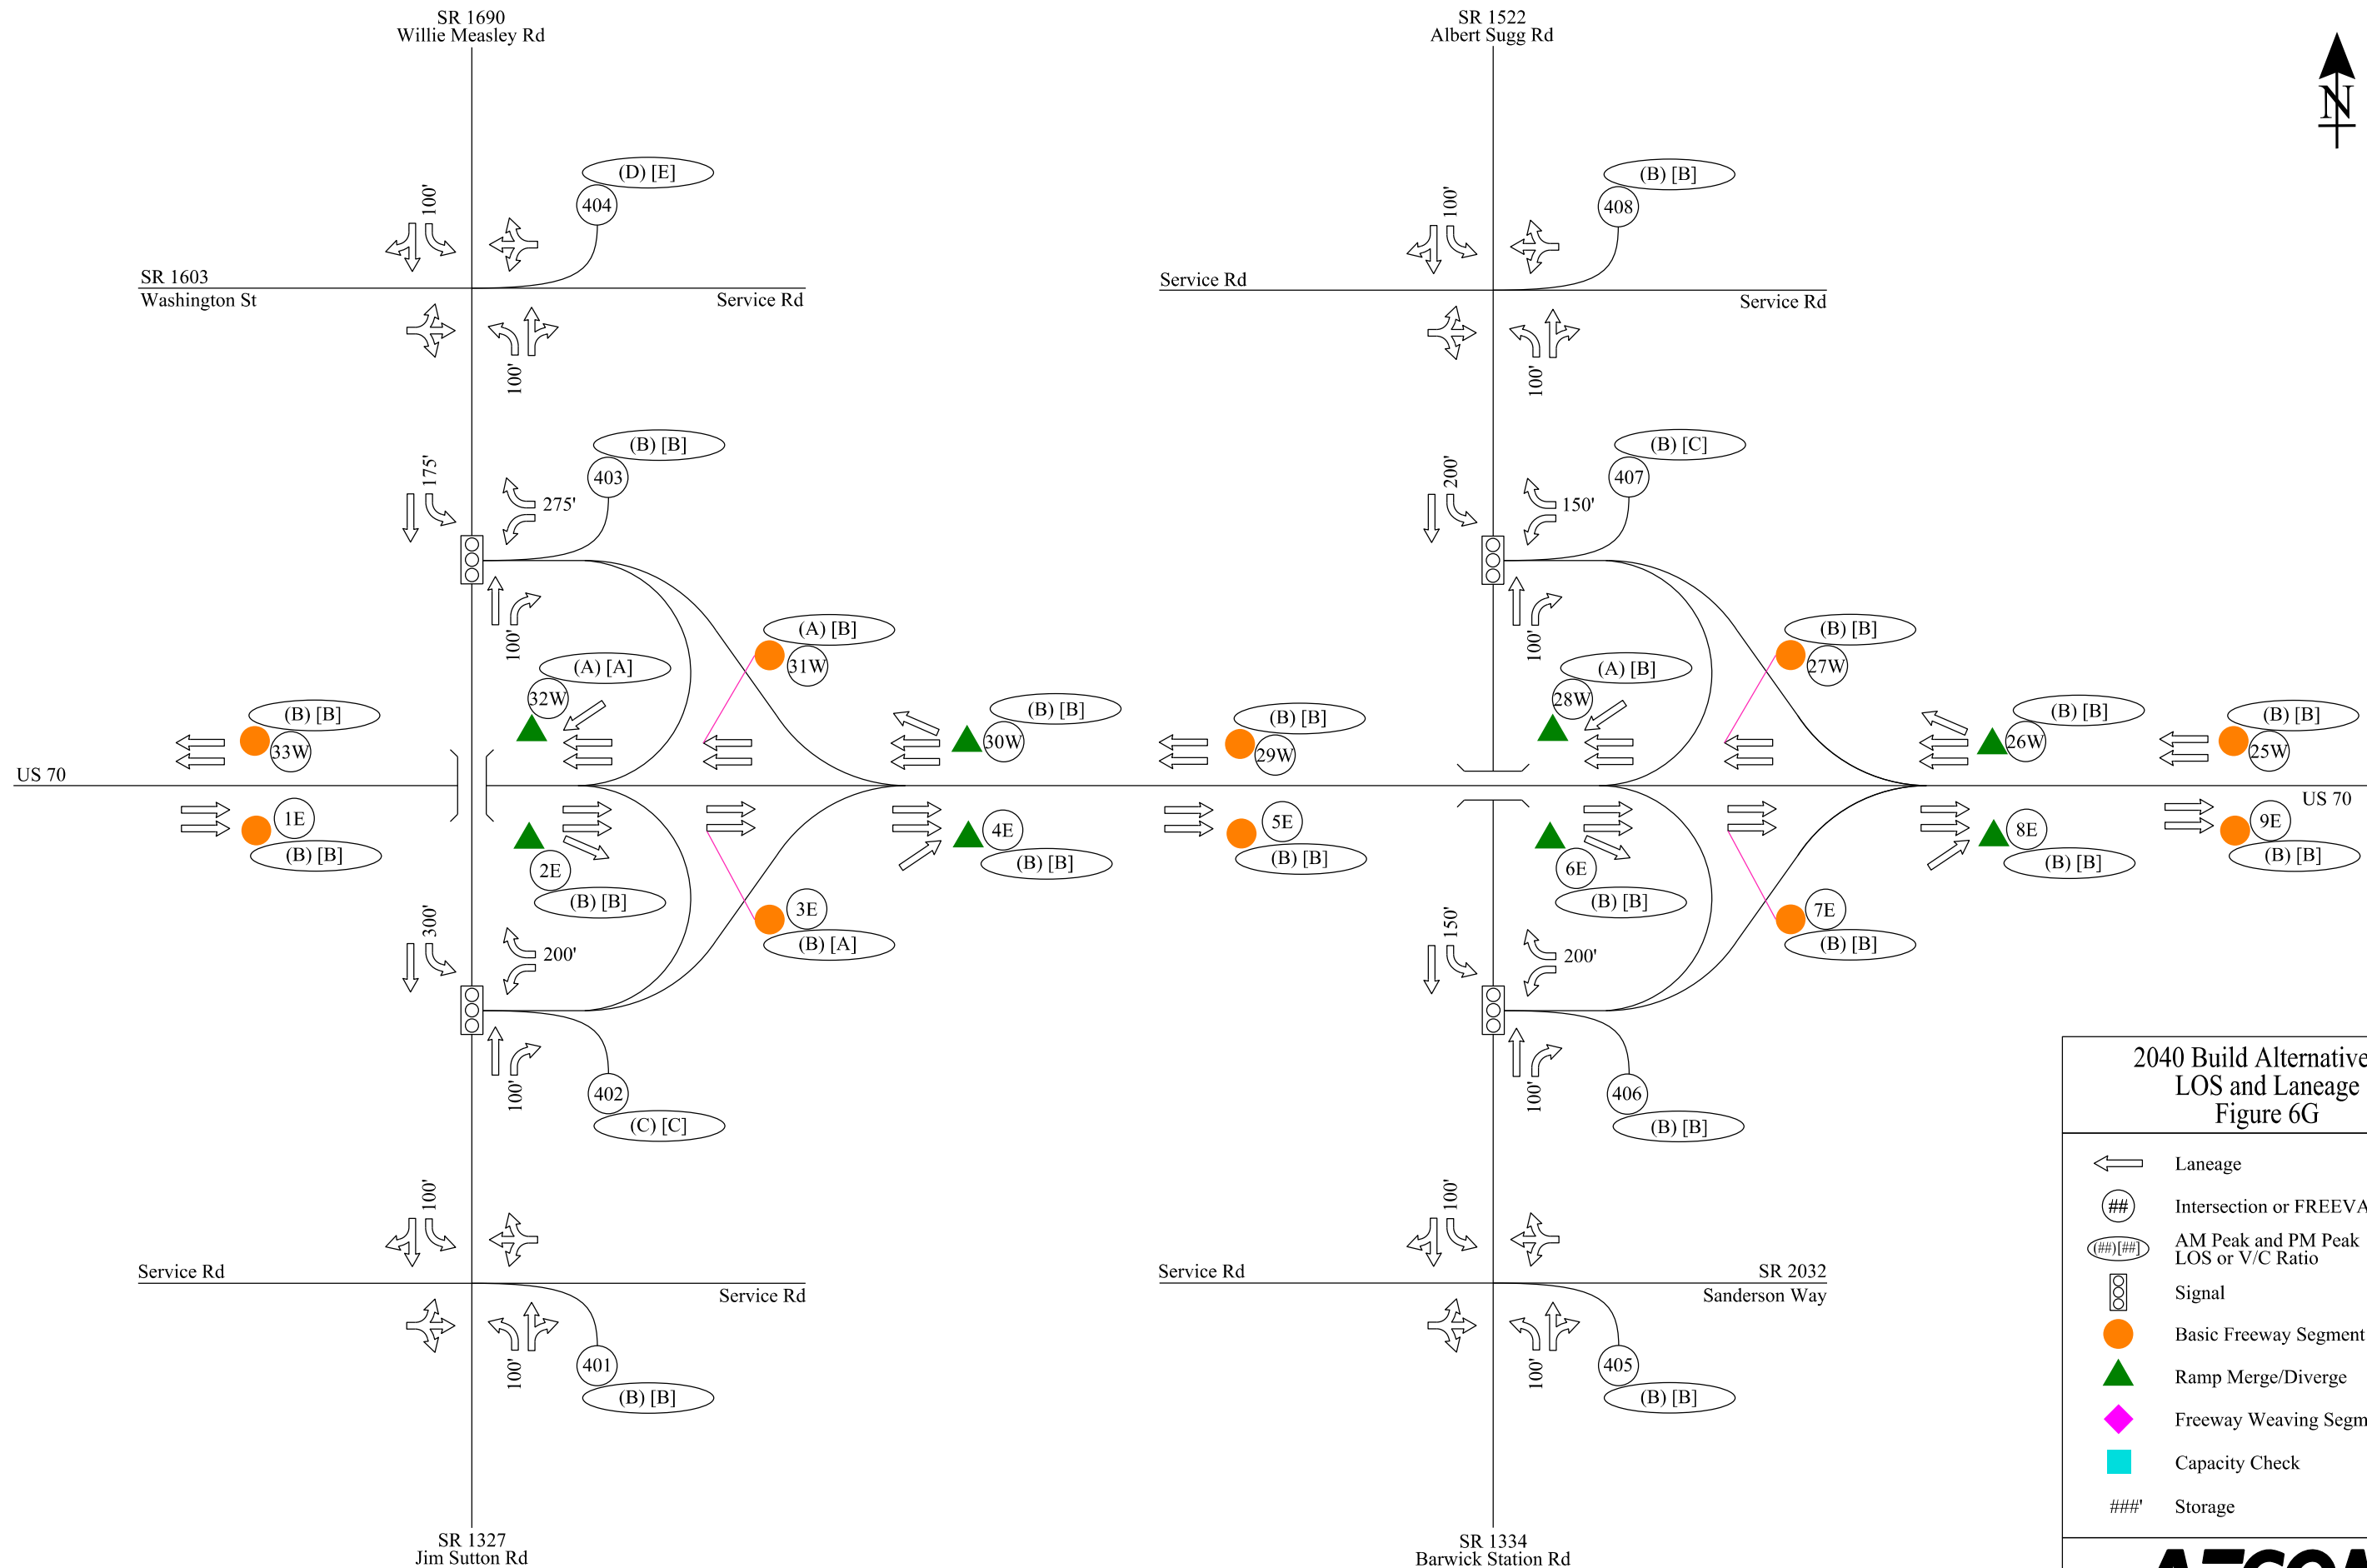 SR 1690
Willie Measley Rd
SR 1522
Albert Sugg Rd
N
(D) [E]
404
(B) [B]
408
100'
100'
SR 1603
Washington St
Service Rd
Service Rd
Service Rd
100'
100'
(B) [B]
403
(B) [C]
407
175'
275'
200'
150'
100'
100'
(A) [B]
31W
(B) [B]
27W
(A) [A]
32W
(A) [B]
28W
(B) [B]
33W
(B) [B]
30W
(B) [B]
29W
(B) [B]
26W
(B) [B]
25W
US 70
US 70
1E
(B) [B]
2E
(B) [B]
3E
(B) [A]
4E
(B) [B]
5E
(B) [B]
6E
(B) [B]
7E
(B) [B]
8E
(B) [B]
9E
(B) [B]
300'
200'
150'
200'
100'
100'
402
(C) [C]
406
(B) [B]
100'
100'
Service Rd
Service Rd
Service Rd
SR 2032
Sanderson Way
100'
100'
401
(B) [B]
405
(B) [B]
SR 1327
Jim Sutton Rd
SR 1334
Barwick Station Rd
2040 Build Alternative
LOS and Laneage
Figure 6G
Laneage
## Intersection or FREEVA
(##)[##] AM Peak and PM Peak
LOS or V/C Ratio
Signal
Basic Freeway Segment
Ramp Merge/Diverge
Freeway Weaving Segm
Capacity Check
###' Storage